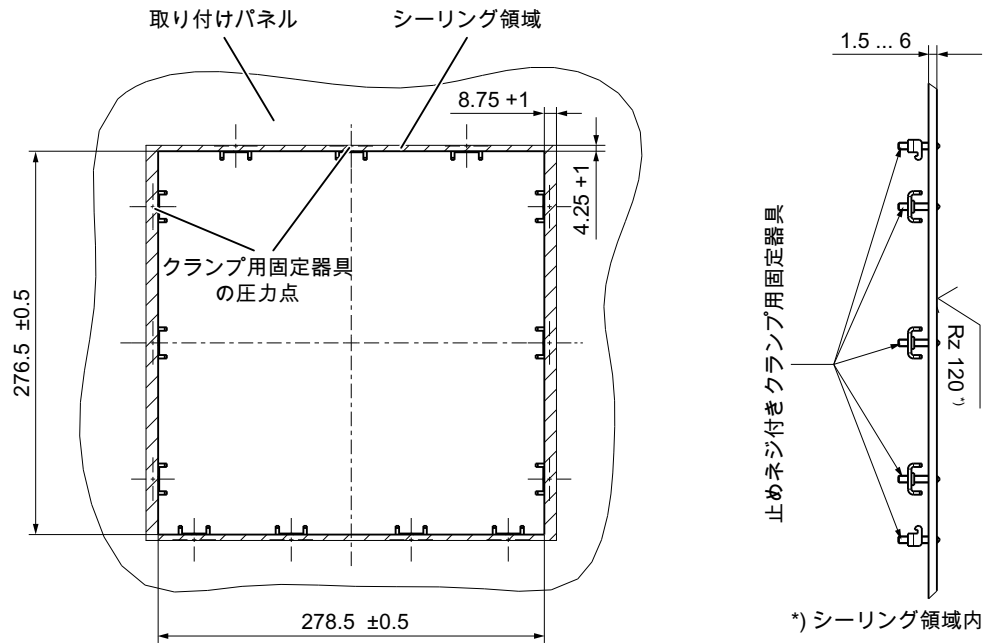 取り付けパネル
シーリング領域
1.5 ... 6
8.75 +1
4.25 +1
クランプ用固定器具
の圧力点
276.5 ±0.5
278.5 ±0.5
止めネジ付きクランプ用固定器具
Rz 120 *)
*) シーリング領域内